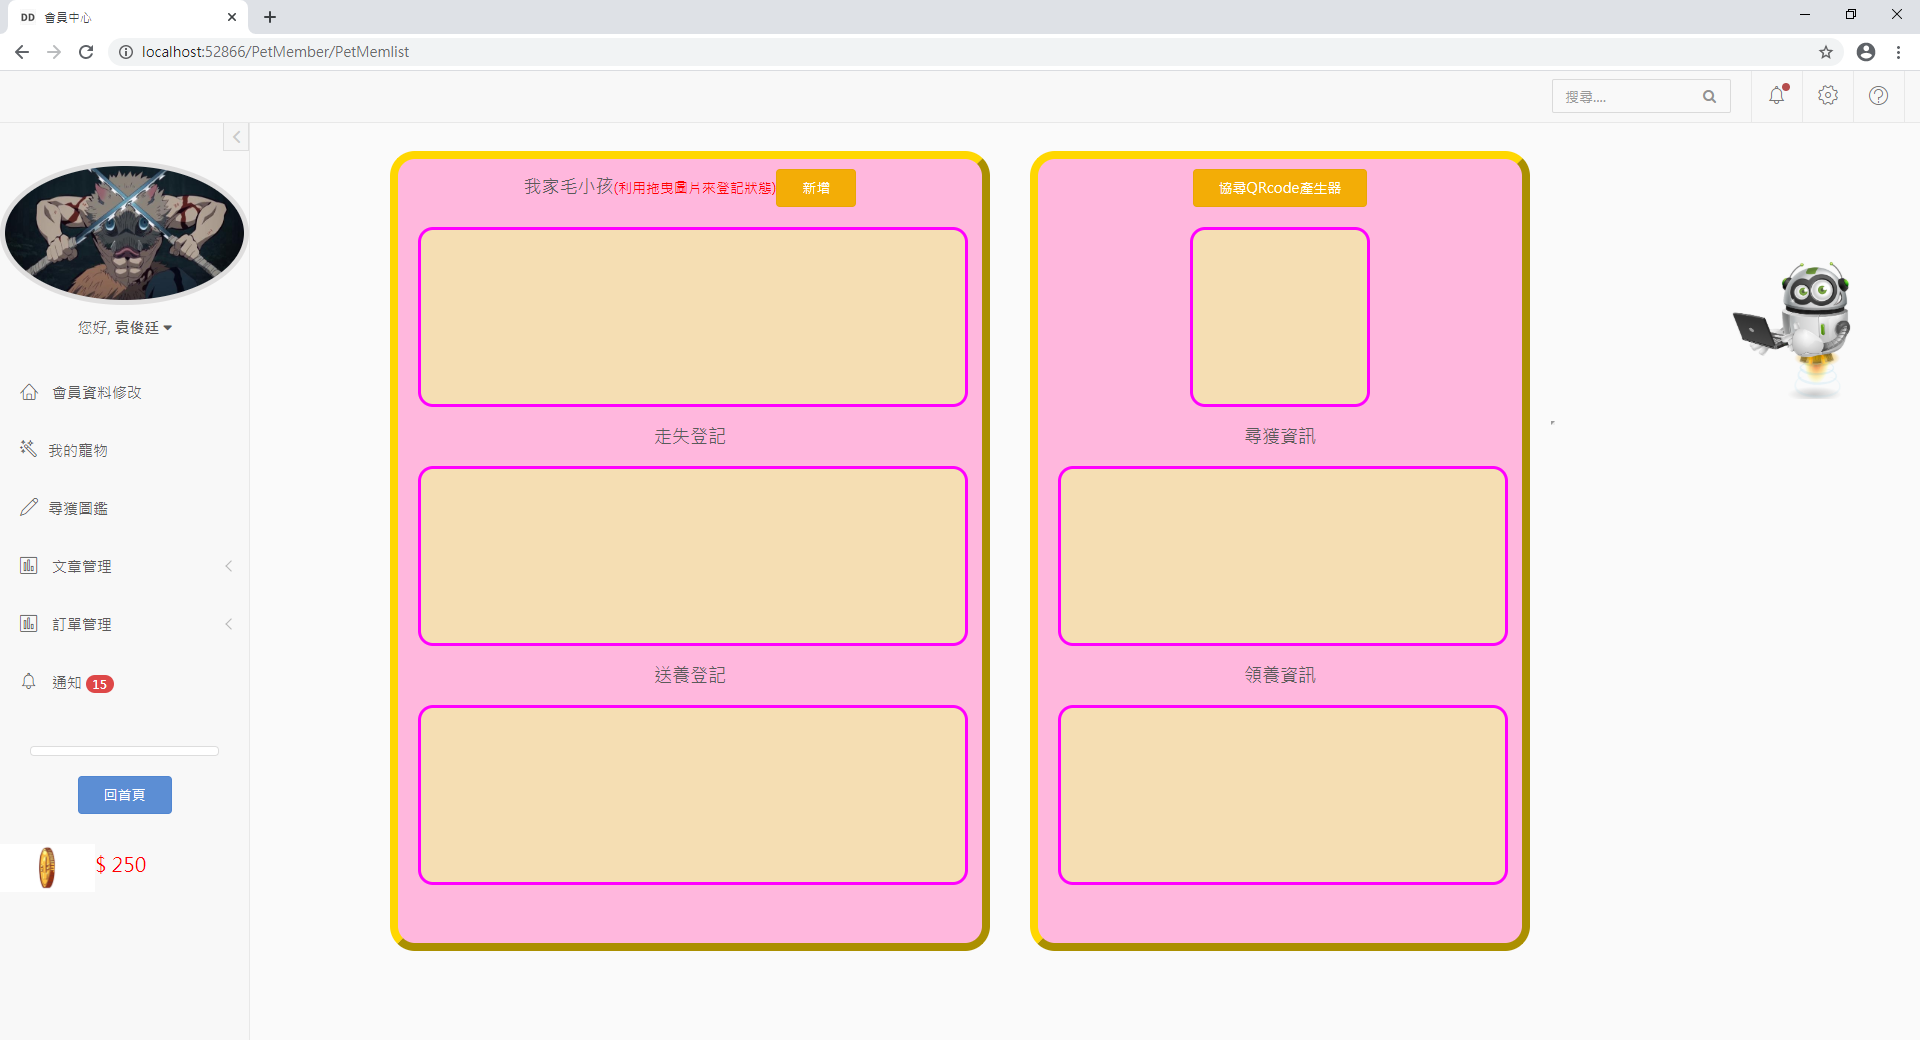 DD 會員中心
localhost:52866/PetMember/PetMemlist
搜尋....
您好, 袁俊廷
會員資料修改
我的寵物
尋獲圖鑑
文章管理
訂單管理
通知 15
回首頁
$ 250
我家毛小孩(利用拖曳圖片來登記狀態) 新增
走失登記
送養登記
協尋QRcode產生器
尋獲資訊
領養資訊